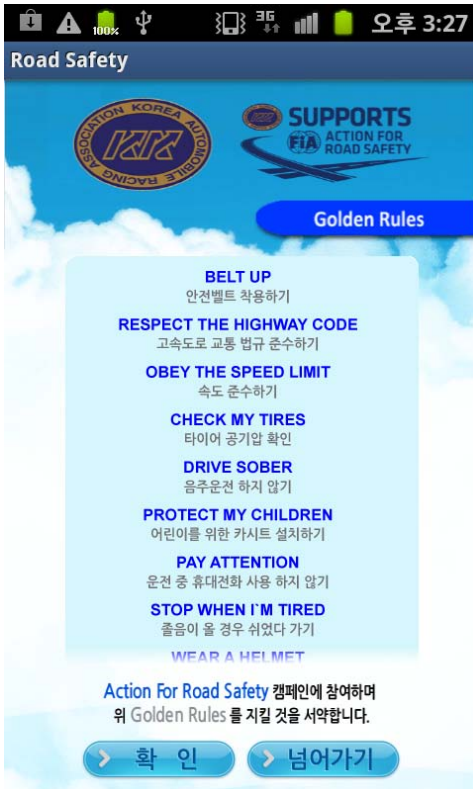 100%
3G
오후 3:27
Road Safety
KOREA AUTOMOBILE RACING ASSOCIATION
SUPPORTS
FiA ACTION FOR
ROAD SAFETY
Golden Rules
BELT UP
안전벨트 착용하기
RESPECT THE HIGHWAY CODE
고속도로 교통 법규 준수하기
OBEY THE SPEED LIMIT
속도 준수하기
CHECK MY TIRES
타이어 공기압 확인
DRIVE SOBER
음주운전 하지 않기
PROTECT MY CHILDREN
어린이를 위한 카시트 설치하기
PAY ATTENTION
운전 중 휴대전화 사용 하지 않기
STOP WHEN I`M TIRED
졸음이 올 경우 쉬었다 가기
WEAR A HELMET
Action For Road Safety 캠페인에 참여하며
위 Golden Rules 를 지킬 것을 서약합니다.
확 인
넘어가기